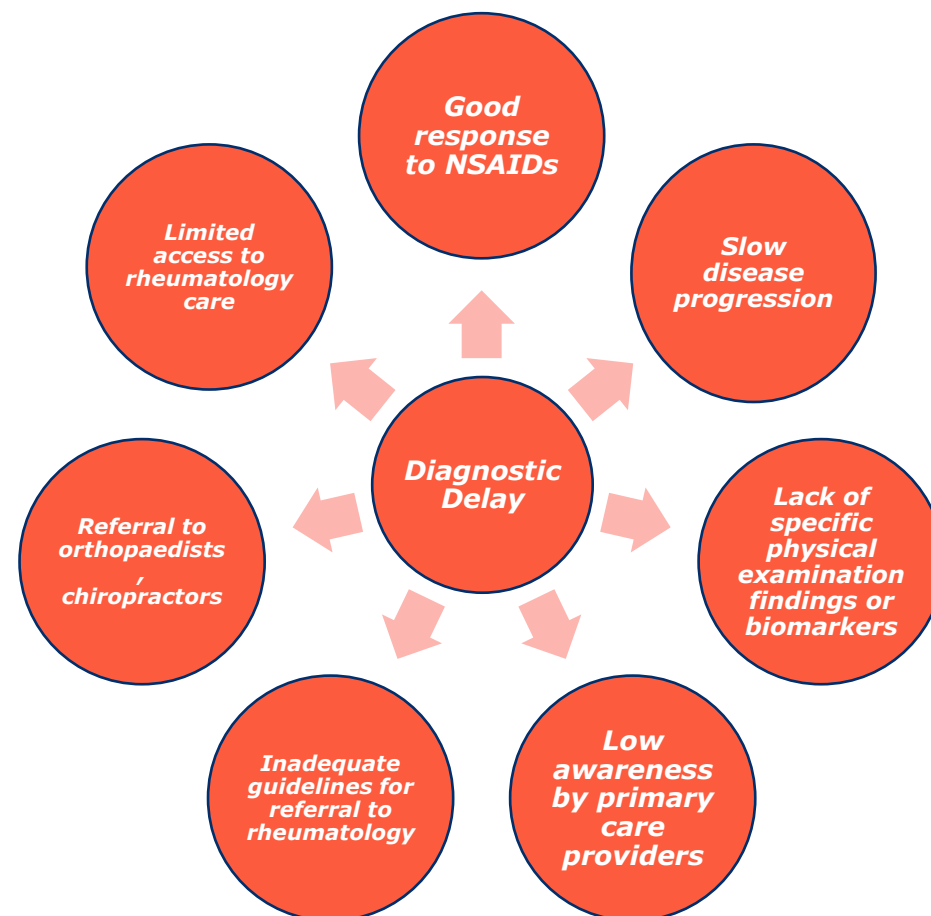 Good
response
to NSAIDs
Slow
disease
progression
Lack of
specific
physical
examination
findings or
biomarkers
Low
awareness
by primary
care
providers
Inadequate
guidelines for
referral to
rheumatology
Referral to
orthopaedists
,
chiropractors
Limited
access to
rheumatology
care
Diagnostic
Delay